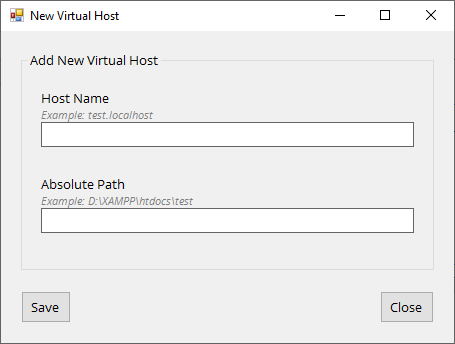 New Virtual Host
Add New Virtual Host
Host Name
Example: test.localhost
Absolute Path
Example: D:\XAMPP\htdocs\test
Save
Close